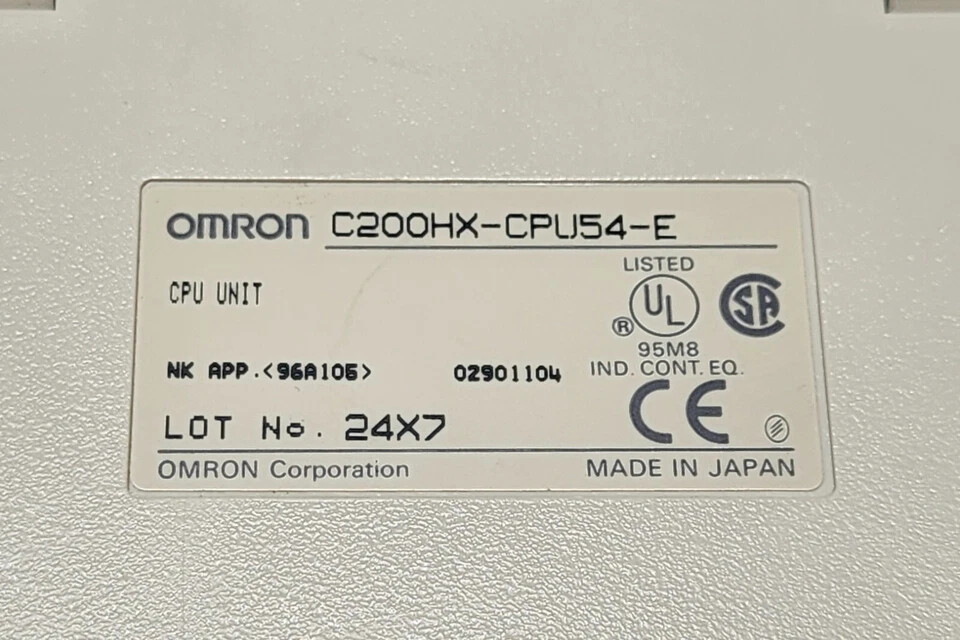 OMRON C200HX-CPU54-E
CPU UNIT
LISTED
UL
®
SA
95M8
IND. CONT. EQ.
NK APP.<96A105>
02901104
CE
LOT No. 24X7
OMRON Corporation
MADE IN JAPAN